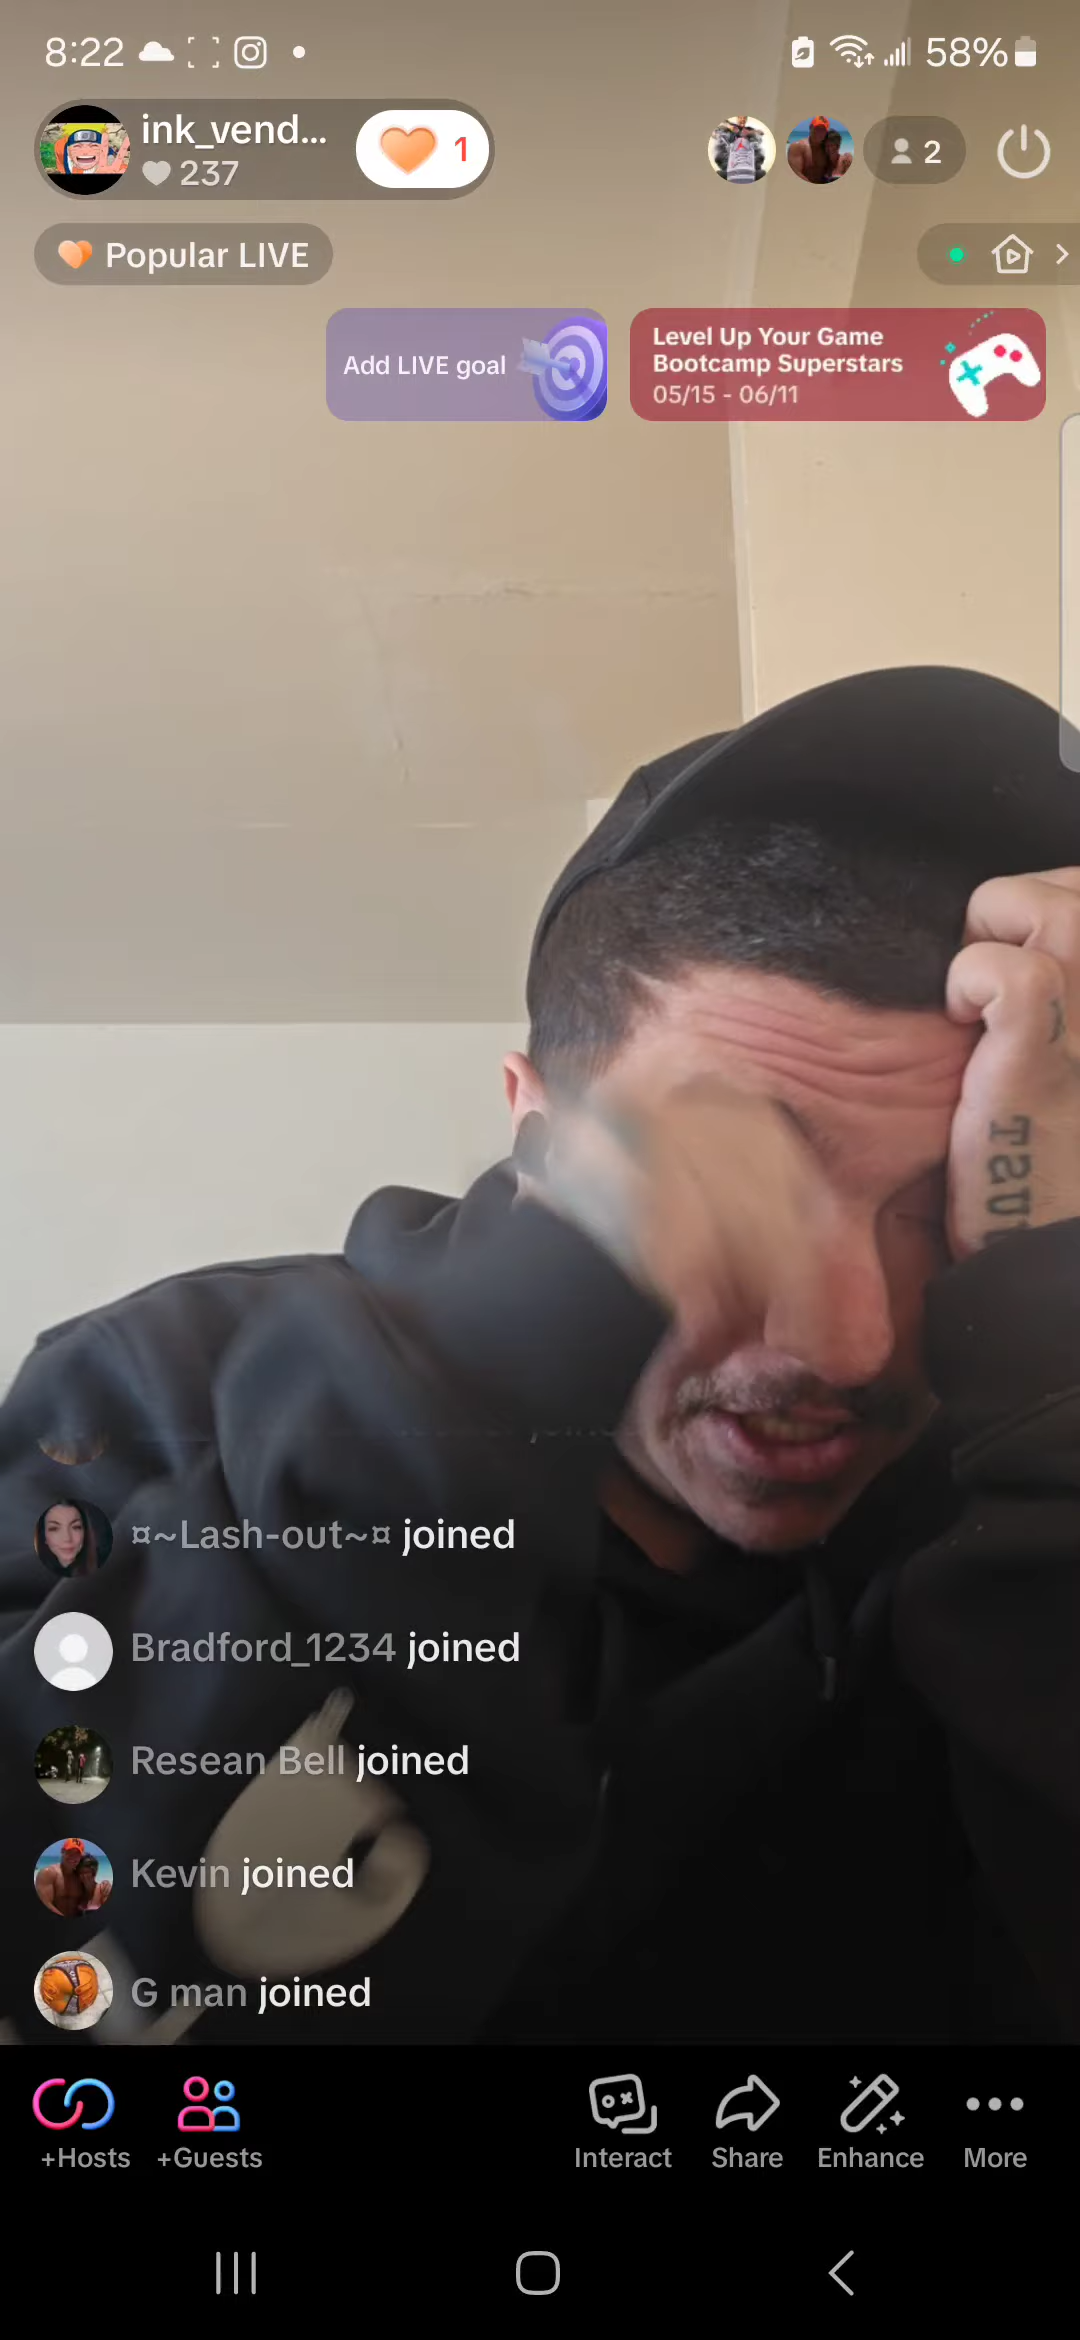 8:22
58%
ink_vend...
237
1
2
Popular LIVE
Add LIVE goal
Level Up Your Game
Bootcamp Superstars
05/15 - 06/11
¤~Lash-out~¤ joined
Bradford_1234 joined
Resean Bell joined
Kevin joined
G man joined
+Hosts
+Guests
Interact
Share
Enhance
More